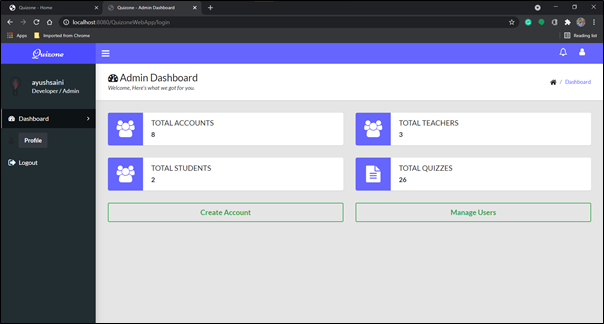 Quizone - Home
Quizone - Admin Dashboard
localhost:8080/QuizoneWebApp/login
Apps
Imported from Chrome
Reading list
Quizone
ayushsaini
Developer / Admin
Admin Dashboard
Welcome, Here's what we got for you.
/ Dashboard
Dashboard
Profile
Logout
TOTAL ACCOUNTS
8
TOTAL TEACHERS
3
TOTAL STUDENTS
2
TOTAL QUIZZES
26
Create Account
Manage Users